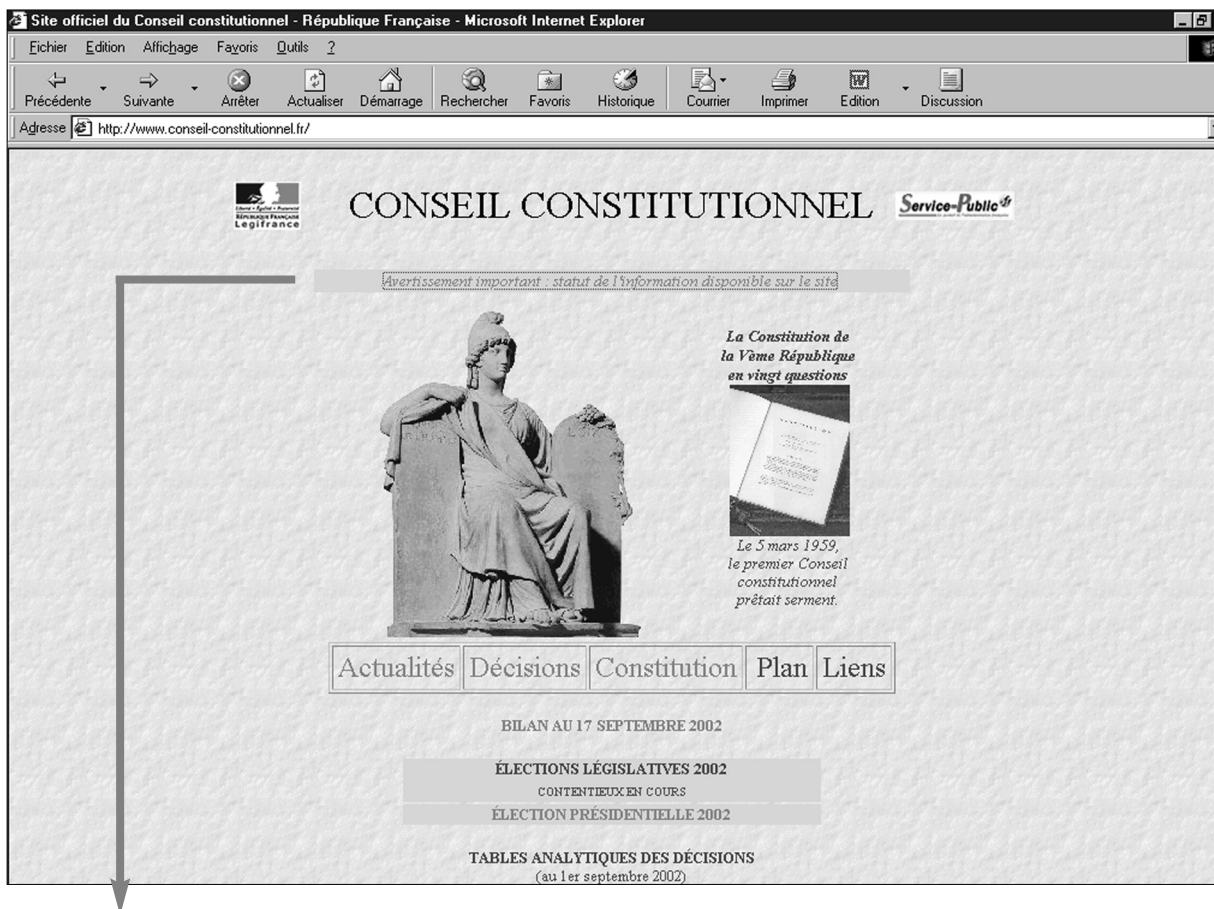 Site officiel du Conseil constitutionnel - République Française - Microsoft Internet Explorer
Fichier Edition Affichage Favoris Outils ?
Précédente Suivante Arrêter Actualiser Démarrage Rechercher Favoris Historique Courrier Imprimer Edition Discussion
Adresse http://www.conseil-constitutionnel.fr/
RÉPUBLIQUE FRANÇAISE
Legifrance
CONSEIL CONSTITUTIONNEL
Service-Public.fr
Avertissement important : statut de l'information disponible sur le site
La Constitution de
la Vème République
en vingt questions
Le 5 mars 1959,
le premier Conseil
constitutionnel
prêtait serment.
Actualités Décisions Constitution Plan Liens
BILAN AU 17 SEPTEMBRE 2002
ÉLECTIONS LÉGISLATIVES 2002
CONTENTIEUX EN COURS
ÉLECTION PRÉSIDENTIELLE 2002
TABLES ANALYTIQUES DES DÉCISIONS
(au 1er septembre 2002)